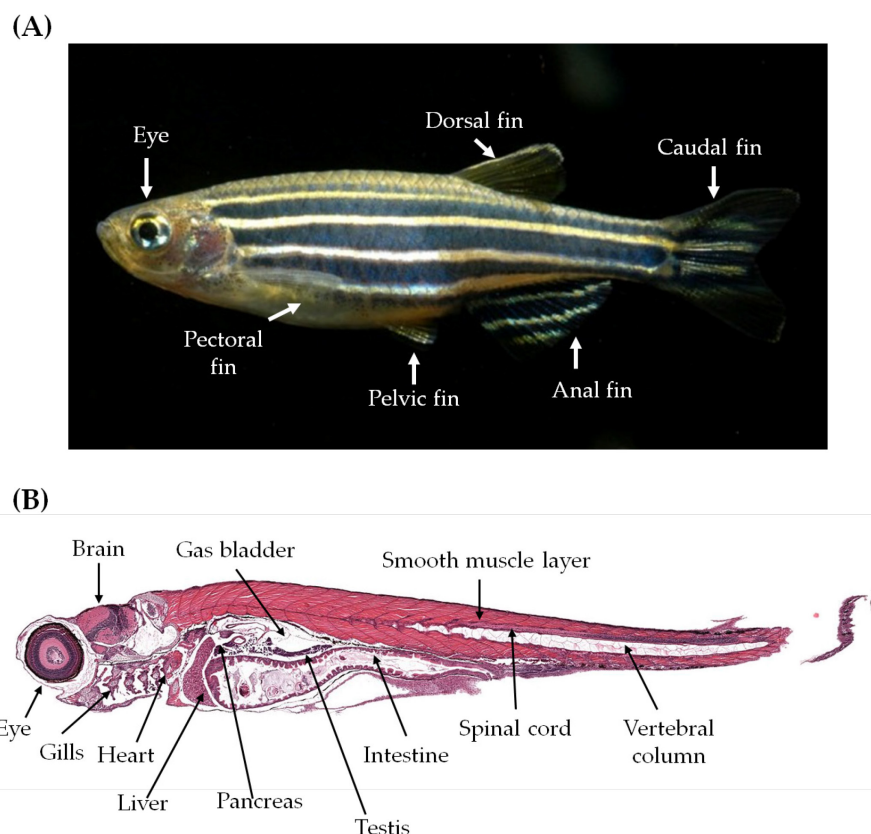 (A)
Eye
Dorsal fin
Caudal fin
Pectoral
fin
Pelvic fin
Anal fin
(B)
Brain
Gas bladder
Smooth muscle layer
Eye
Gills
Heart
Liver
Pancreas
Testis
Intestine
Spinal cord
Vertebral
column